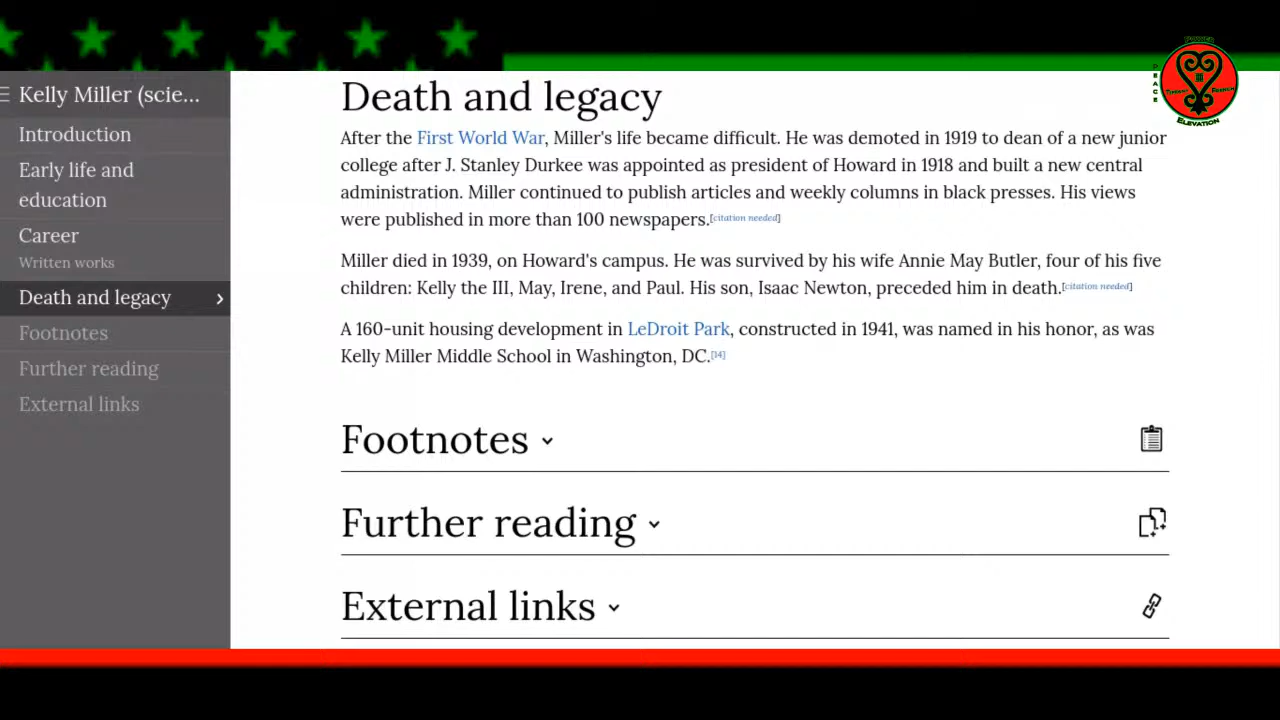 POWER
PEACE
TIMOTHY FRENCH
ELEVATION
Kelly Miller (scie...
Introduction
Early life and
education
Career
Written works
Death and legacy
Footnotes
Further reading
External links
Death and legacy
After the First World War, Miller's life became difficult. He was demoted in 1919 to dean of a new junior
college after J. Stanley Durkee was appointed as president of Howard in 1918 and built a new central
administration. Miller continued to publish articles and weekly columns in black presses. His views
were published in more than 100 newspapers.[citation needed]
Miller died in 1939, on Howard's campus. He was survived by his wife Annie May Butler, four of his five
children: Kelly the III, May, Irene, and Paul. His son, Isaac Newton, preceded him in death.[citation needed]
A 160-unit housing development in LeDroit Park, constructed in 1941, was named in his honor, as was
Kelly Miller Middle School in Washington, DC.[14]
Footnotes
Further reading
External links